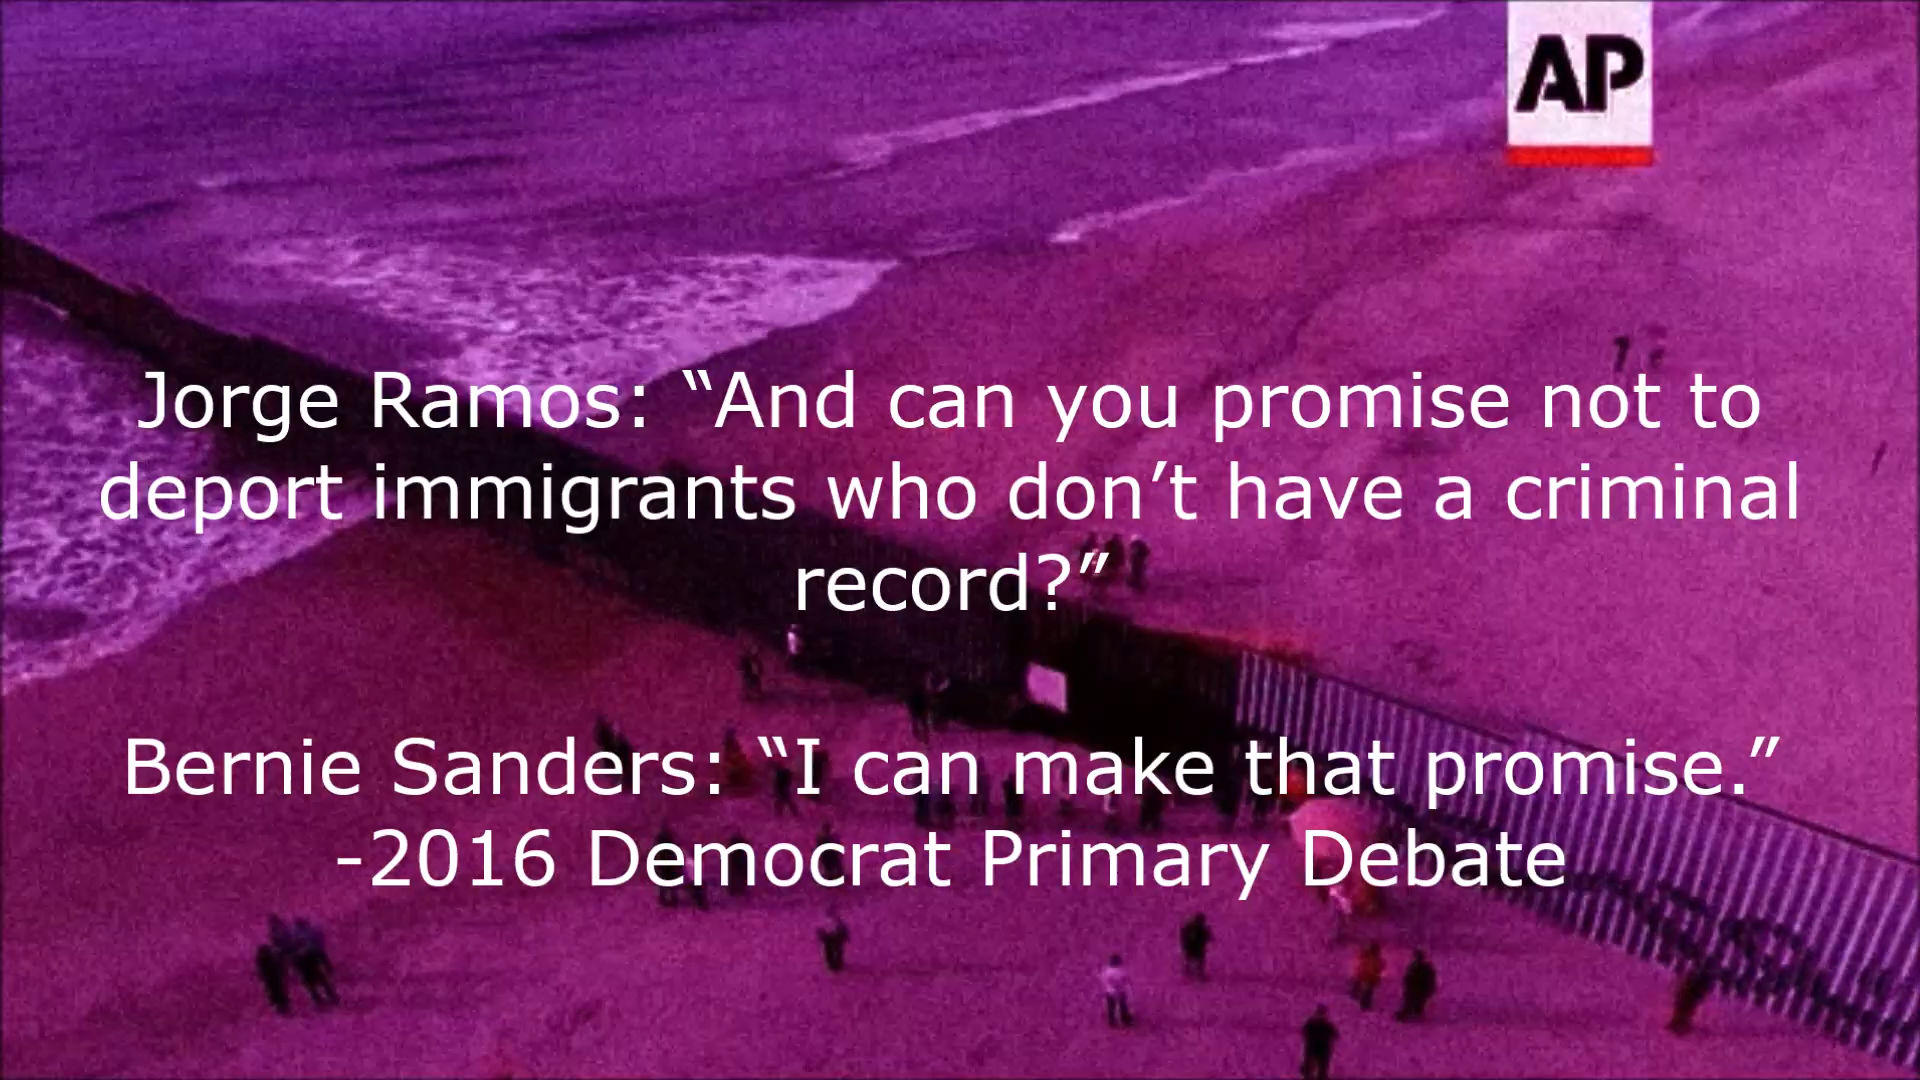 AP
Jorge Ramos: “And can you promise not to
deport immigrants who don’t have a criminal
record?”
Bernie Sanders: “I can make that promise.”
-2016 Democrat Primary Debate